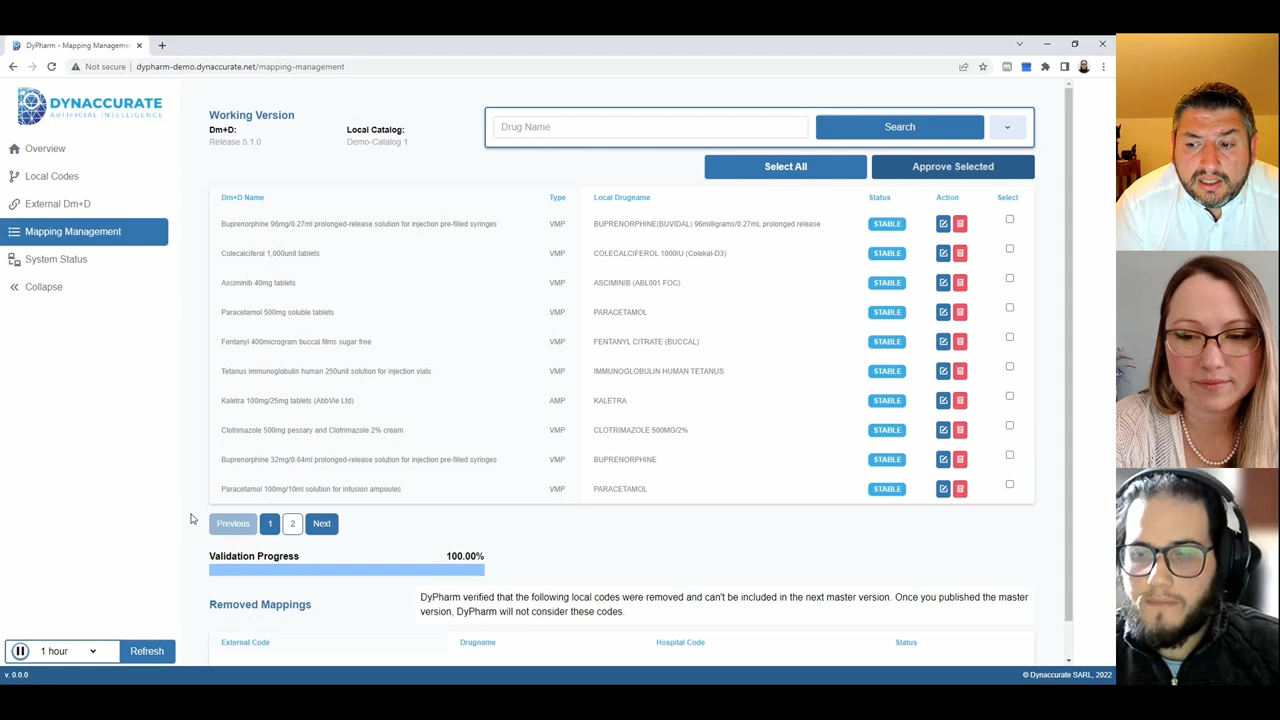 DyPharm - Mapping Manageme
Not secure
dypharm-demo.dynaccurate.net/mapping-management
DYNACCURATE
ARTIFICIAL INTELLIGENCE
Overview
Local Codes
External Dm+D
Mapping Management
System Status
Collapse
Working Version
Dm+D: Local Catalog:
Release 5.1.0 Demo-Catalog 1
Drug Name Search
Select All Approve Selected
Dm+D Name Type Local Drugname Status Action Select
Buprenorphine 96mg/0.27ml prolonged-release solution for injection pre-filled syringes VMP BUPRENORPHINE(BUVIDAL) 96milligrams/0.27mL prolonged release STABLE
Colecalciferol 1,000unit tablets VMP COLECALCIFEROL 1000IU (Colekal-D3) STABLE
Asciminib 40mg tablets VMP ASCIMINIB (ABL001 FOC) STABLE
Paracetamol 500mg soluble tablets VMP PARACETAMOL STABLE
Fentanyl 400microgram buccal films sugar free VMP FENTANYL CITRATE (BUCCAL) STABLE
Tetanus immunoglobulin human 250unit solution for injection vials VMP IMMUNOGLOBULIN HUMAN TETANUS STABLE
Kaletra 100mg/25mg tablets (AbbVie Ltd) AMP KALETRA STABLE
Clotrimazole 500mg pessary and Clotrimazole 2% cream VMP CLOTRIMAZOLE 500MG/2% STABLE
Buprenorphine 32mg/0.64ml prolonged-release solution for injection pre-filled syringes VMP BUPRENORPHINE STABLE
Paracetamol 100mg/10ml solution for infusion ampoules VMP PARACETAMOL STABLE
Previous 1 2 Next
Validation Progress 100.00%
Removed Mappings
DyPharm verified that the following local codes were removed and can't be included in the next master version. Once you published the master
version, DyPharm will not consider these codes.
External Code Drugname Hospital Code Status
1 hour Refresh
v. 0.0.0
© Dynaccurate SARL, 2022